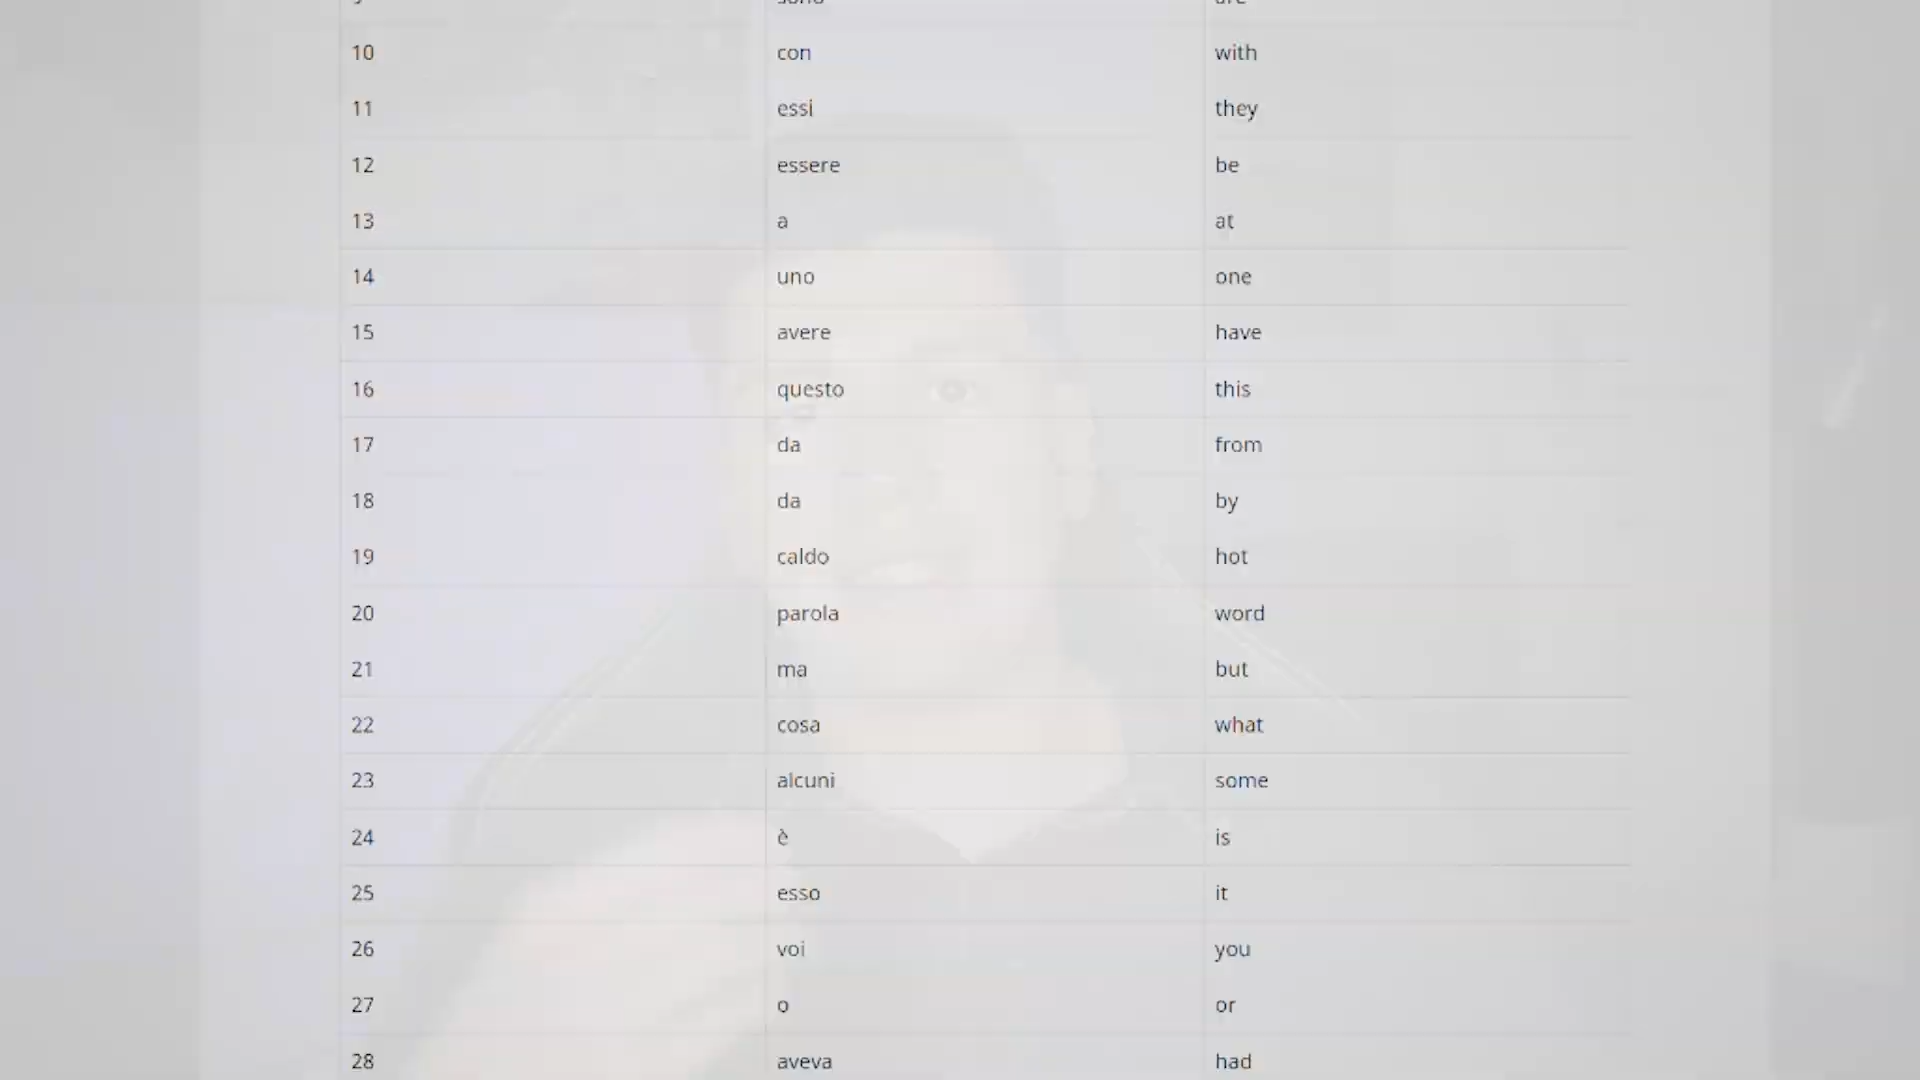 sono are
10 con with
11 essi they
12 essere be
13 a at
14 uno one
15 avere have
16 questo this
17 da from
18 da by
19 caldo hot
20 parola word
21 ma but
22 cosa what
23 alcuni some
24 è is
25 esso it
26 voi you
27 o or
28 aveva had